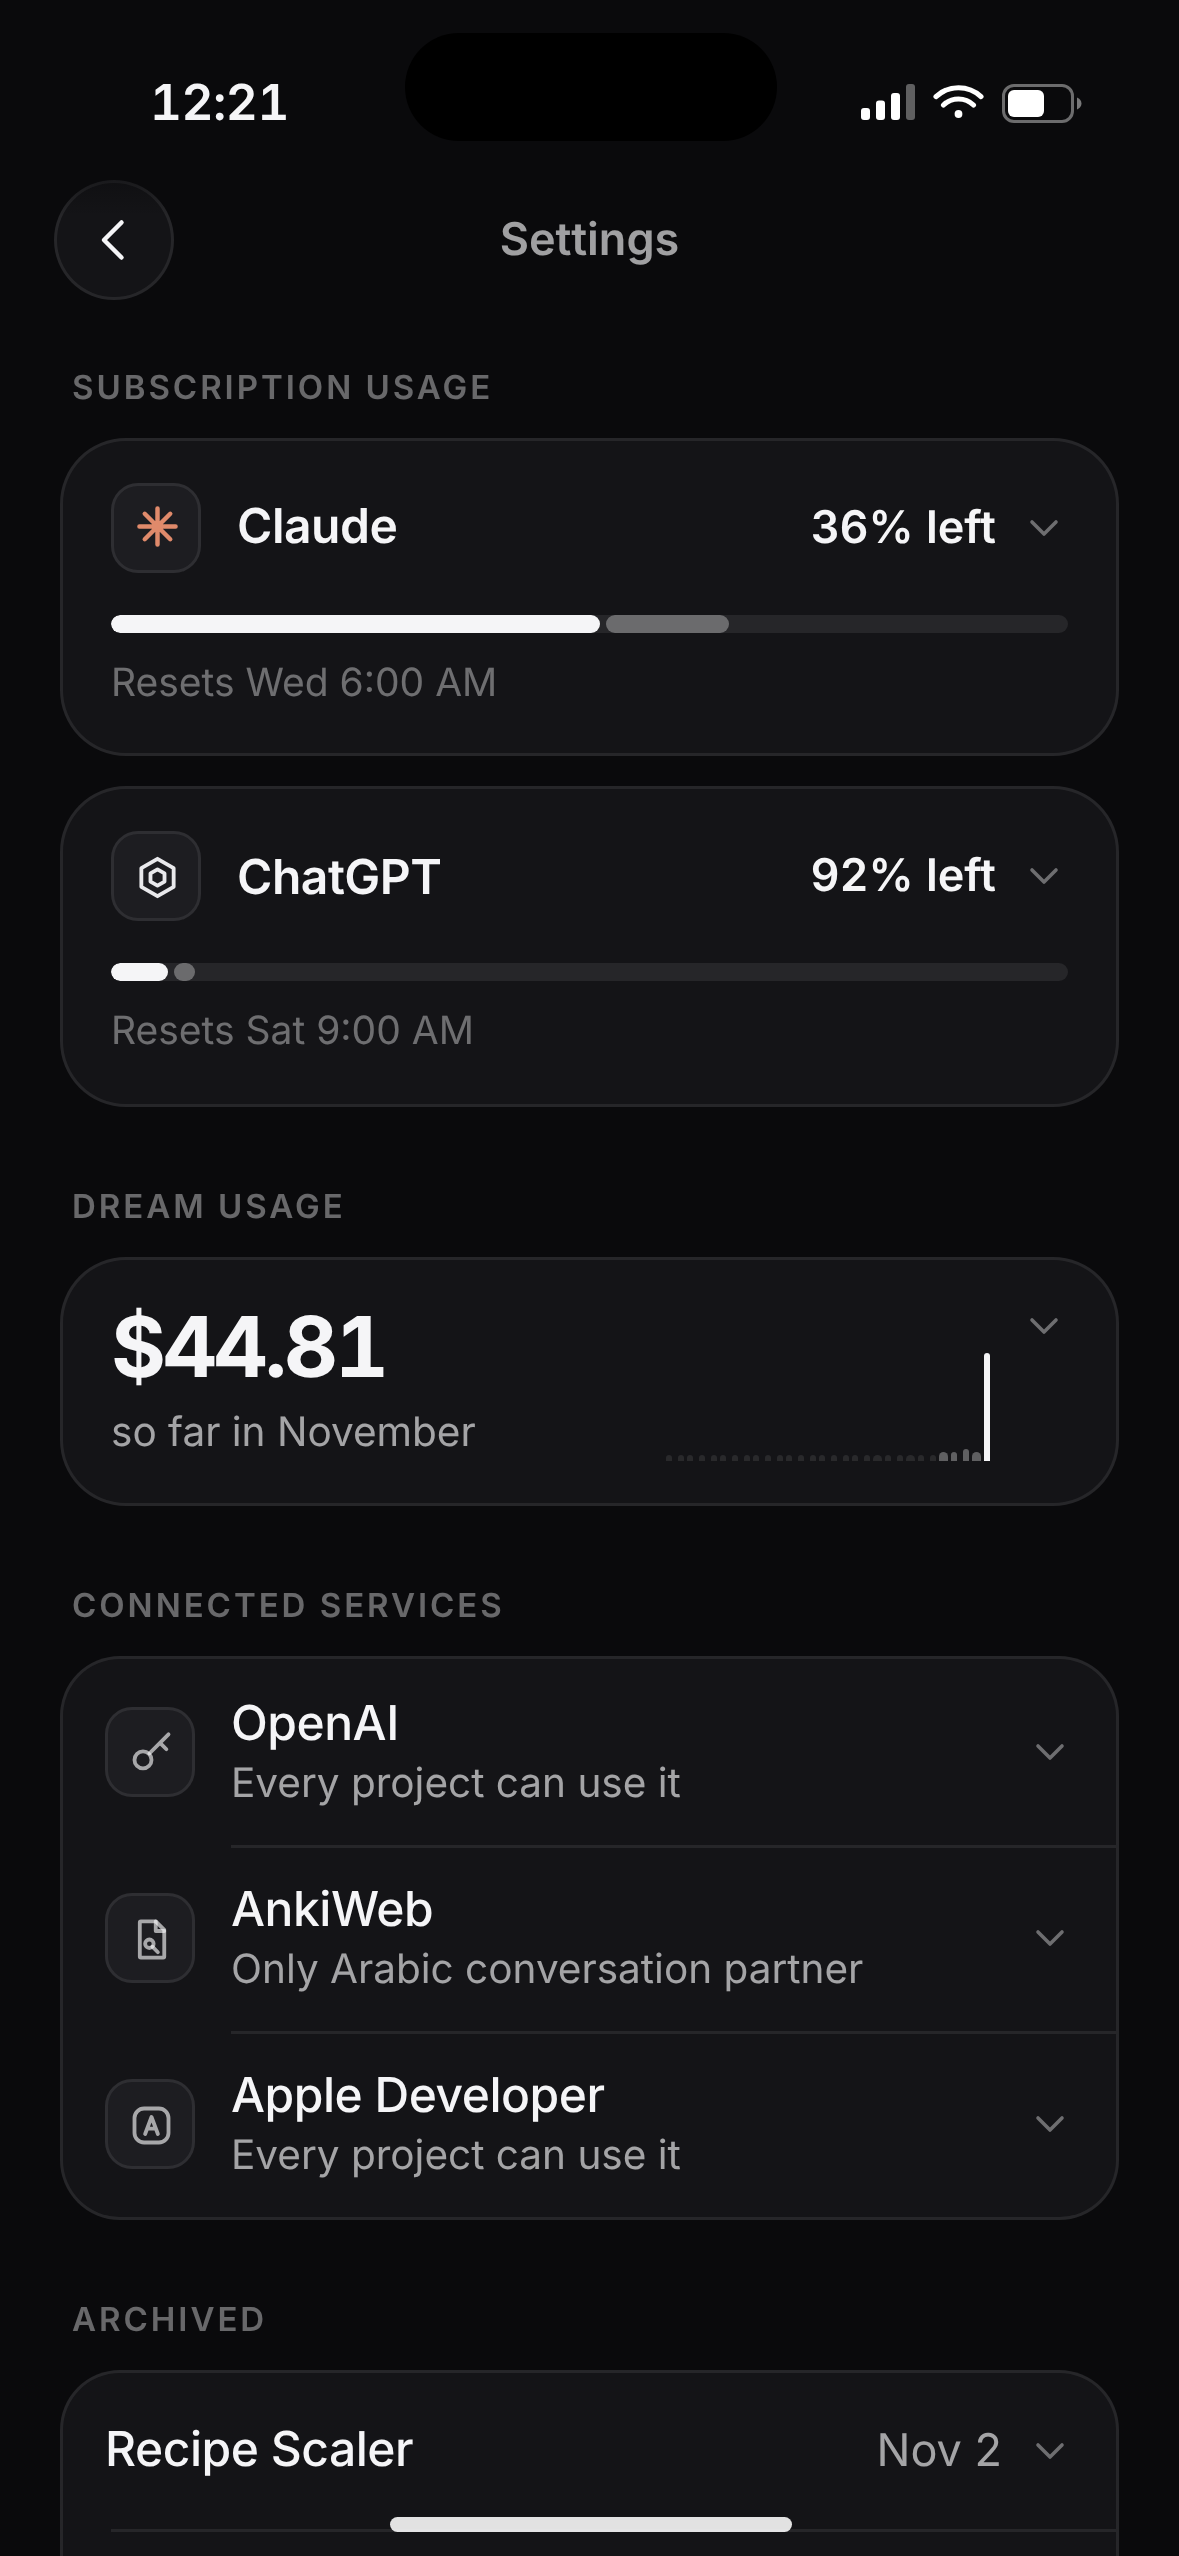 12:21
Settings
SUBSCRIPTION USAGE
Claude
36% left
Resets Wed 6:00 AM
ChatGPT
92% left
Resets Sat 9:00 AM
DREAM USAGE
$44.81
so far in November
CONNECTED SERVICES
OpenAI
Every project can use it
AnkiWeb
Only Arabic conversation partner
A
Apple Developer
Every project can use it
ARCHIVED
Recipe Scaler
Nov 2